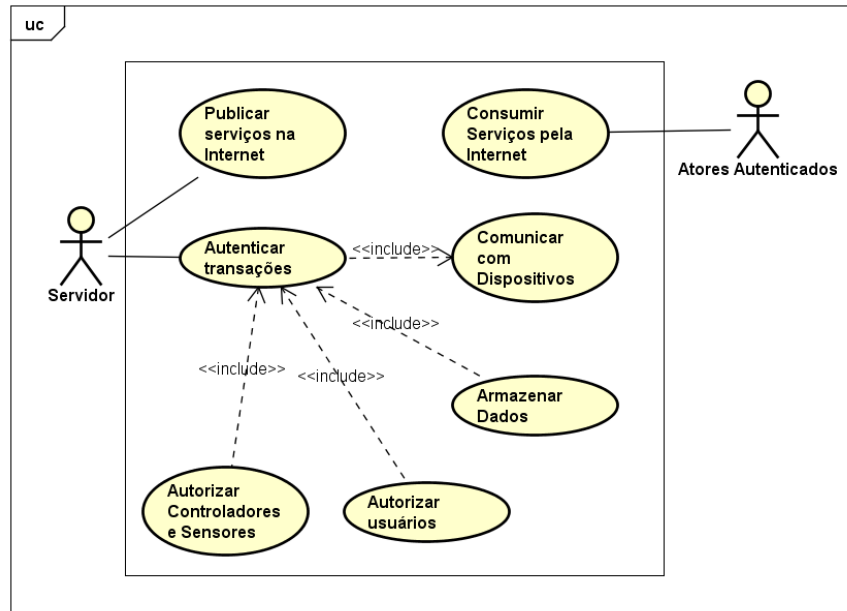 uc
Publicar
serviços na
Internet
Consumir
Serviços pela
Internet
Atores Autenticados
Servidor
Autenticar
transações
<<include>>
Comunicar
com
Dispositivos
<<include>>
<<include>>
<<include>>
Armazenar
Dados
Autorizar
Controladores
e Sensores
Autorizar
usuários